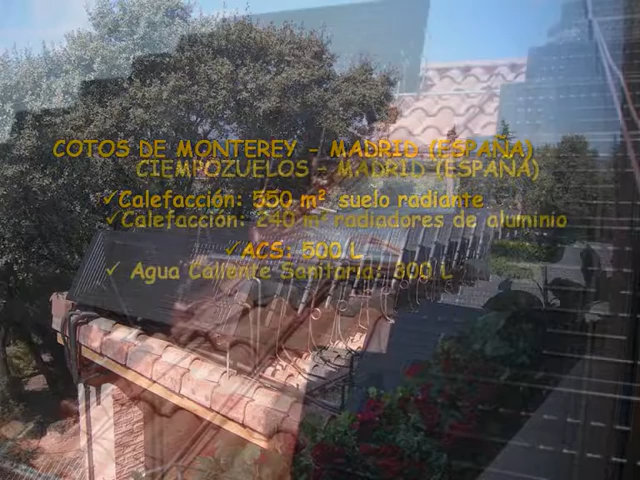 COTOS DE MONTEREY - MADRID (ESPAÑA)
CIEMPOZUELOS - MADRID (ESPAÑA)
✓Calefacción: 550 m² suelo radiante
✓Calefacción: 240 m² radiadores de aluminio
✓ACS: 500 L
✓ Agua Caliente Sanitaria: 800 L